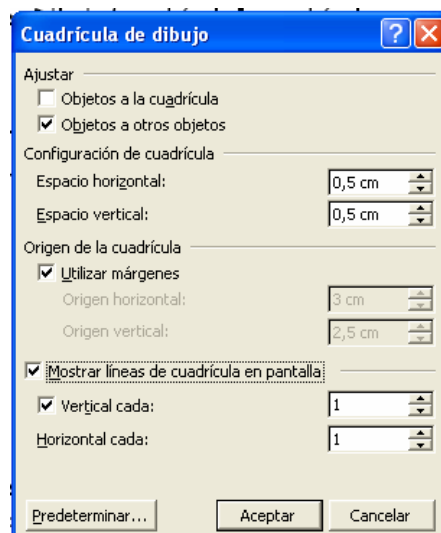 Cuadrícula de dibujo
Ajustar
Objetos a la cuadrícula
Objetos a otros objetos
Configuración de cuadrícula
Espacio horizontal: 0,5 cm
Espacio vertical: 0,5 cm
Origen de la cuadrícula
Utilizar márgenes
Origen horizontal: 3 cm
Origen vertical: 2,5 cm
Mostrar líneas de cuadrícula en pantalla
Vertical cada: 1
Horizontal cada: 1
Predeterminar... Aceptar Cancelar